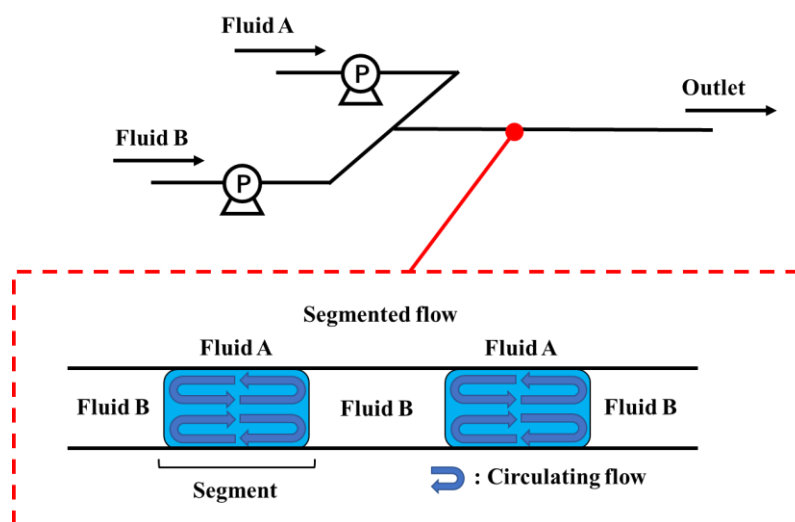 Fluid A
P
Outlet
Fluid B
P
Segmented flow
Fluid A Fluid A
Fluid B Fluid B Fluid B
Segment
: Circulating flow